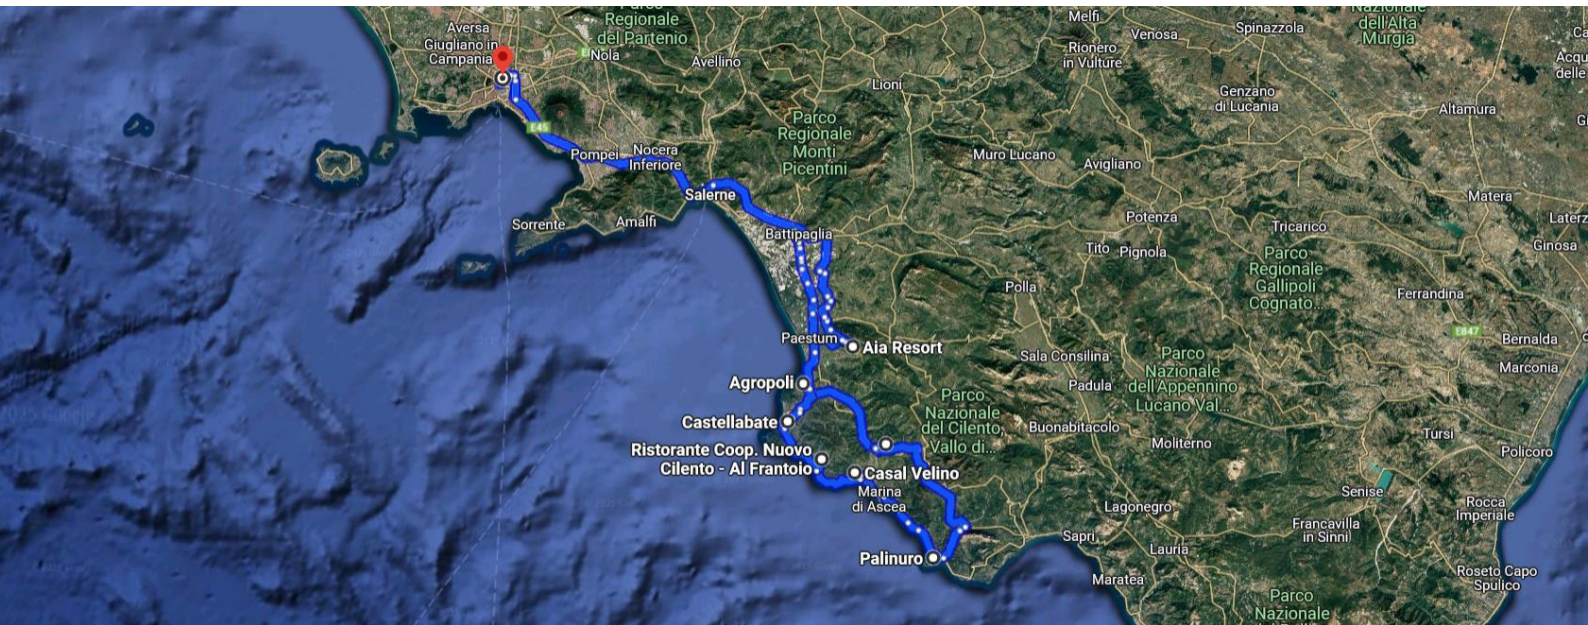 Parco
Regionale
del Partenio
Aversa
Giugliano in
Campania
Nola
Avellino
Lioni
Melfi
Rionero
in Vulture
Venosa
Spinazzola
Nazionale
dell'Alta
Murgia
Genzano
di Lucania
Altamura
E45
Pompei
Nocera
Inferiore
Parco
Regionale
Monti
Picentini
Muro Lucano
Avigliano
Salerne
Sorrente
Amalfi
Battipaglia
Potenza
Tito
Pignola
Tricarico
Matera
Ginosa
Parco
Regionale
Gallipoli
Cognato...
Polla
Ferrandina
E847
Bernalda
Marconia
Paestum
Aia Resort
Sala Consilina
Padula
Parco
Nazionale
dell'Appennino
Lucano Val...
Agropoli
Castellabate
Parco
Nazionale
del Cilento,
Vallo di...
Buonabitacolo
Moliterno
Tursi
Policoro
Ristorante Coop. Nuovo
Cilento - Al Frantoio
Casal Velino
Marina
di Ascea
Senise
Rocca
Imperiale
Lagonegro
Francavilla
in Sinni
Sapri
Lauria
Palinuro
Maratea
Roseto Capo
Spulico
Parco
Nazionale